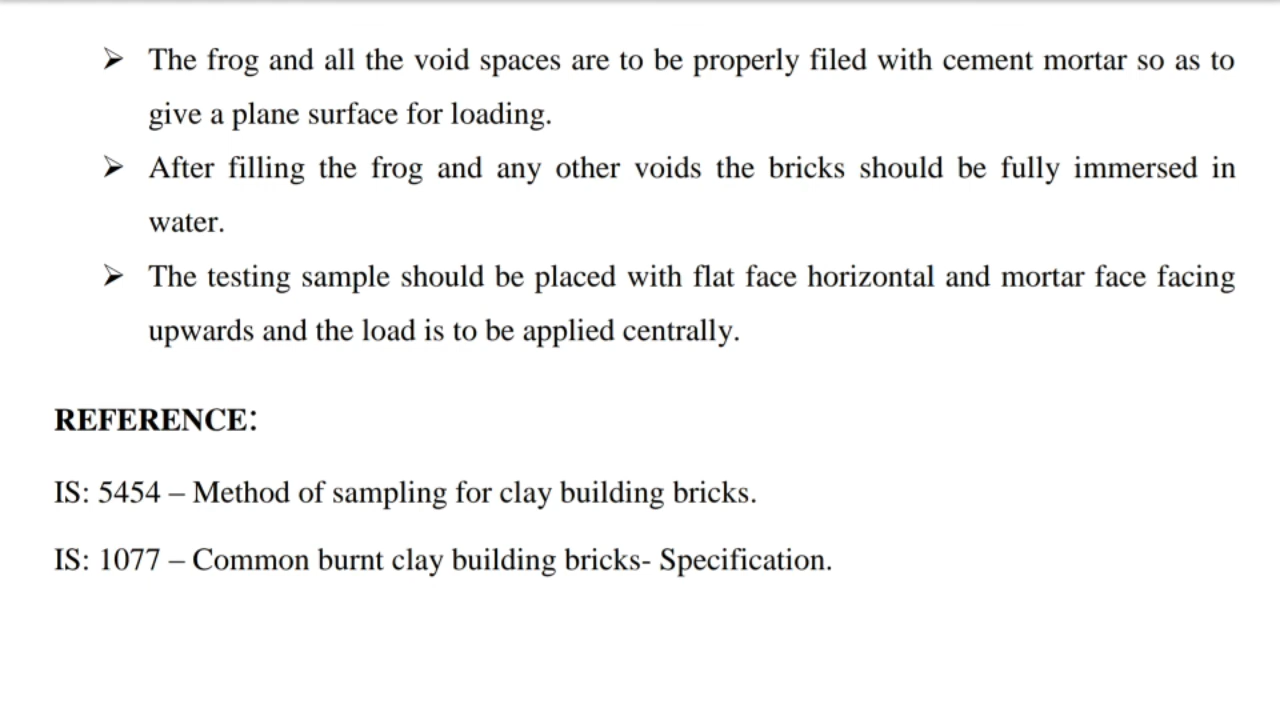 ➢ The frog and all the void spaces are to be properly filed with cement mortar so as to
give a plane surface for loading.
➢ After filling the frog and any other voids the bricks should be fully immersed in
water.
➢ The testing sample should be placed with flat face horizontal and mortar face facing
upwards and the load is to be applied centrally.
REFERENCE:
IS: 5454 – Method of sampling for clay building bricks.
IS: 1077 – Common burnt clay building bricks- Specification.